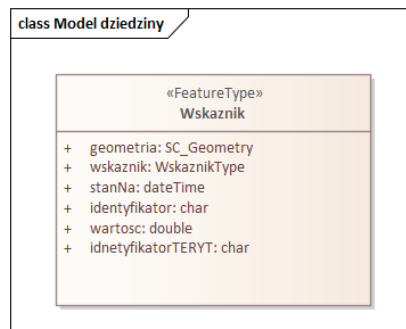 class Model dziedziny
«FeatureType»
Wskaznik
+ geometria: SC_Geometry
+ wskaznik: WskaznikType
+ stanNa: dateTime
+ identyfikator: char
+ wartosc: double
+ idnetyfikatorTERYT: char